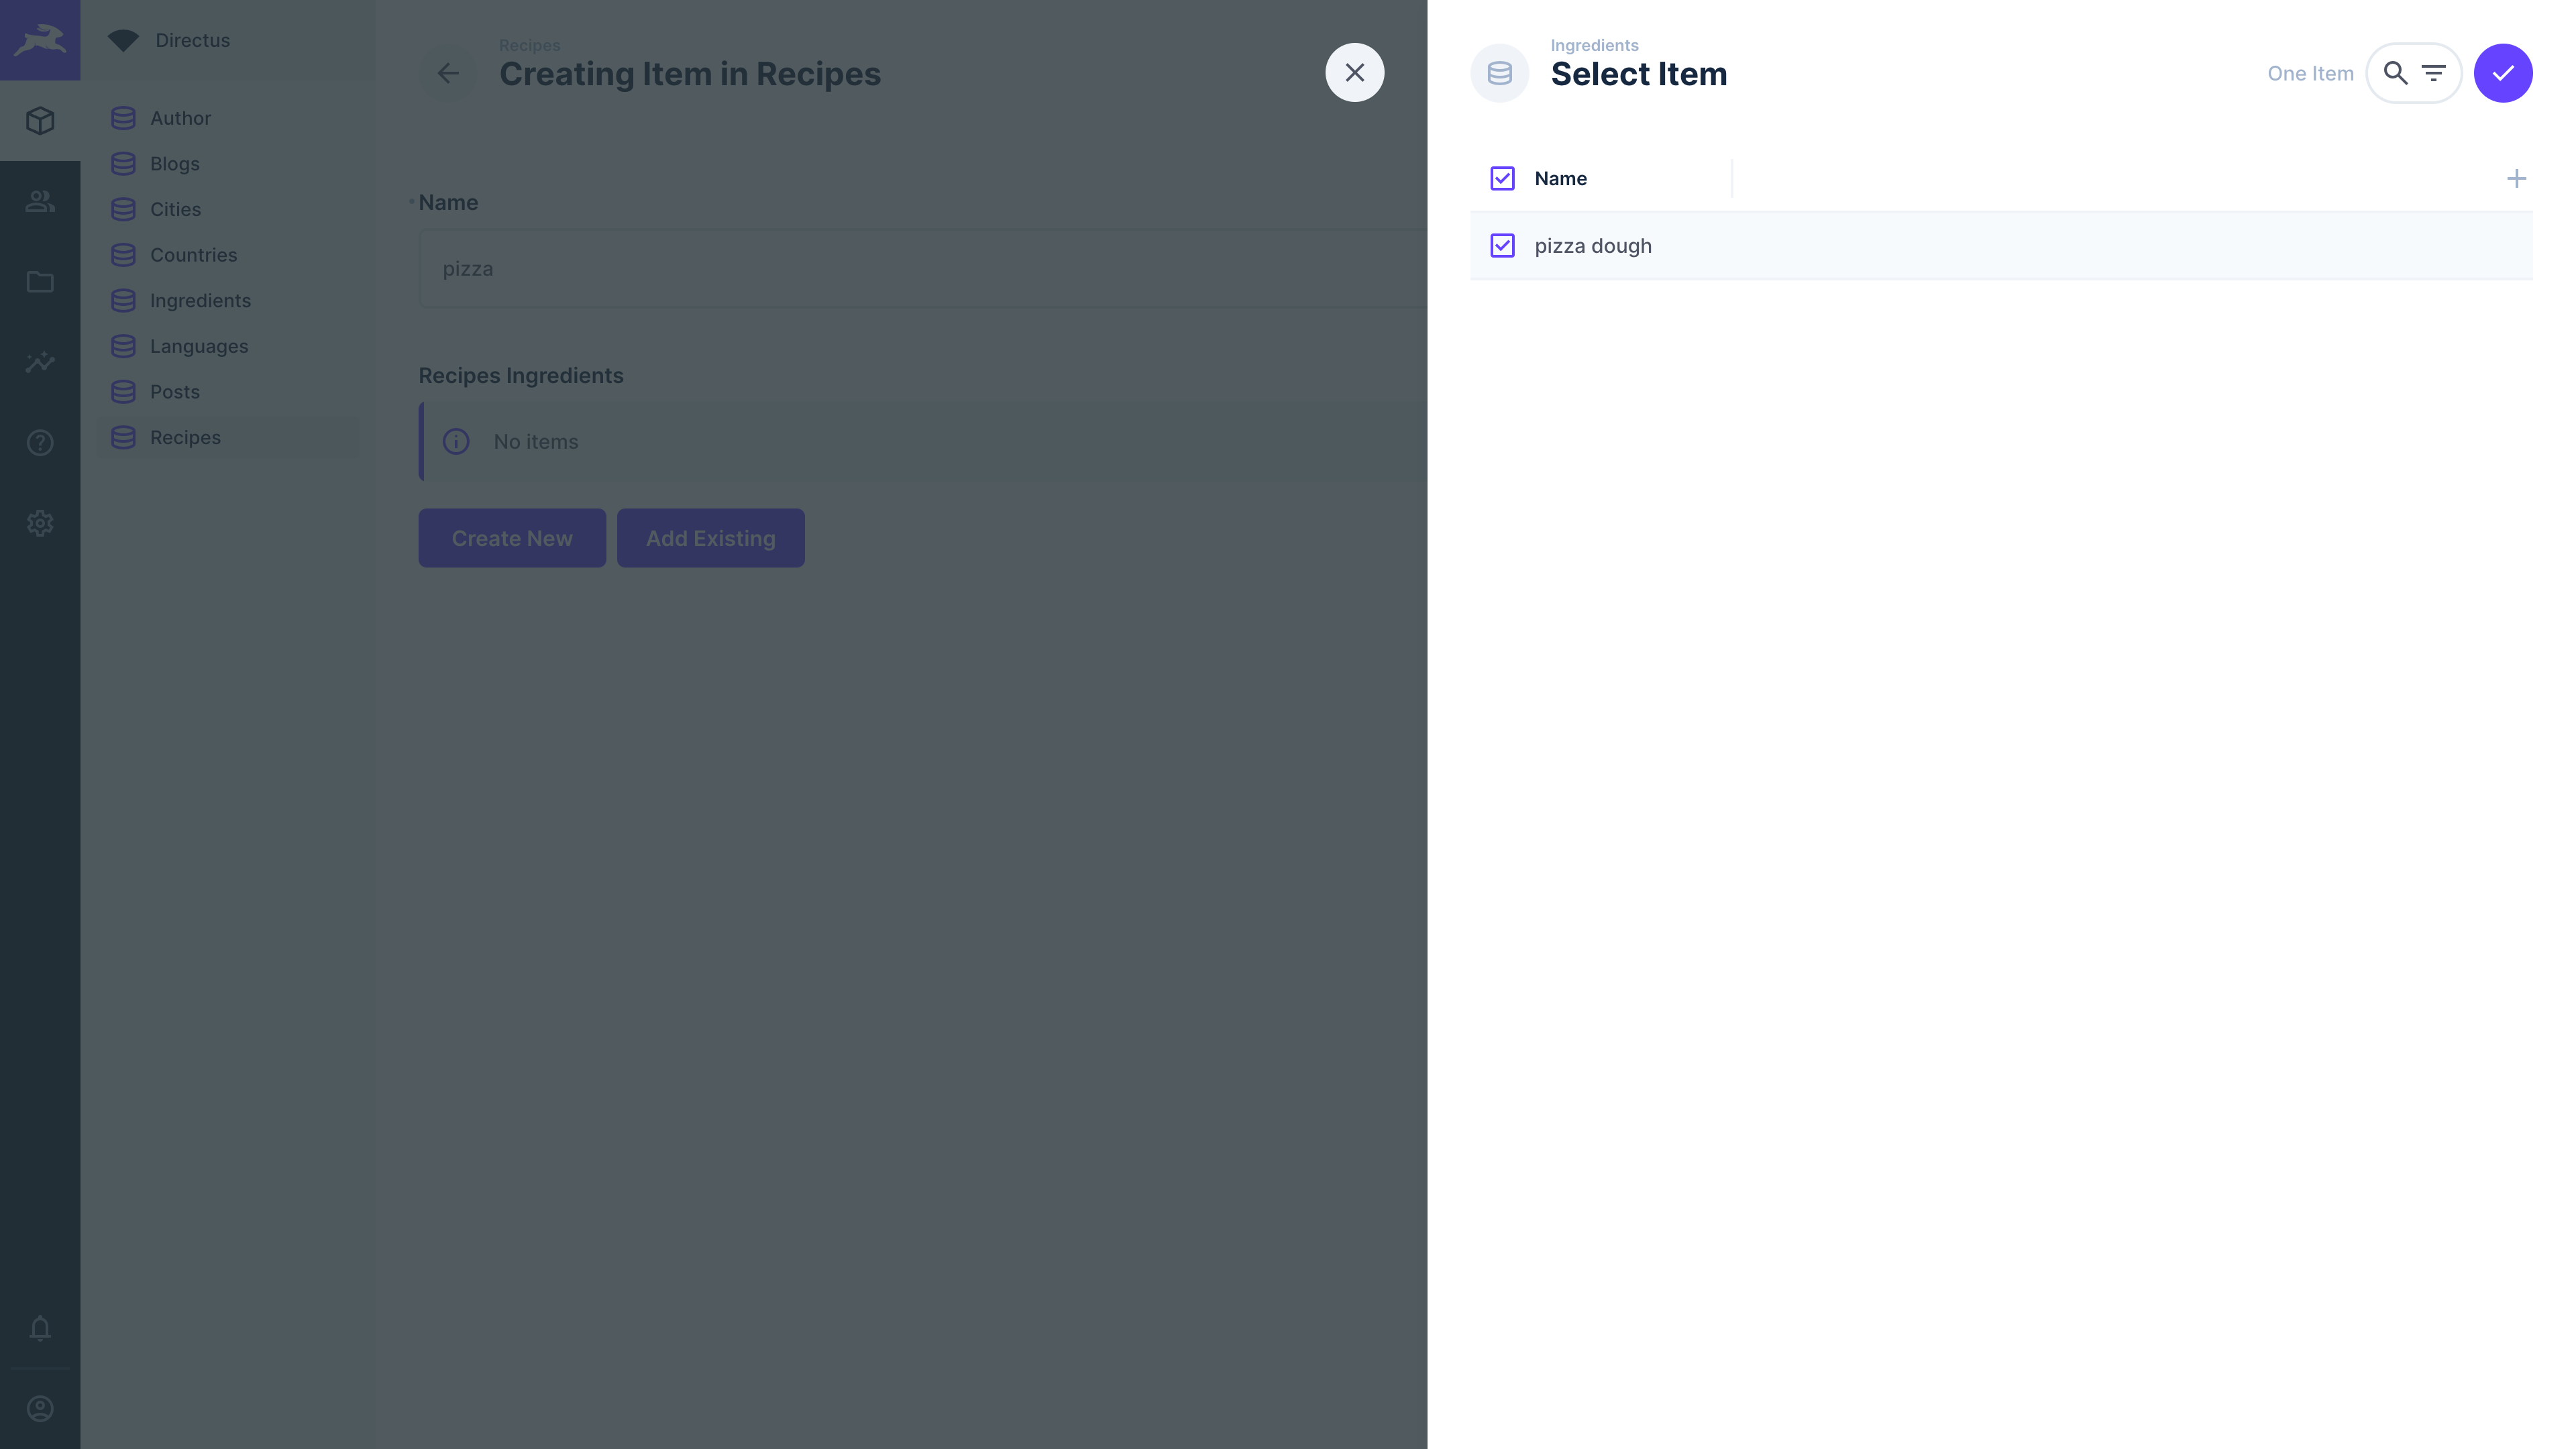 Directus
Author
Blogs
Cities
Countries
Ingredients
Languages
Posts
Recipes
Recipes
Creating Item in Recipes
Name
pizza
Recipes Ingredients
No items
Create New
Add Existing
Ingredients
Select Item
One Item
Name
pizza dough